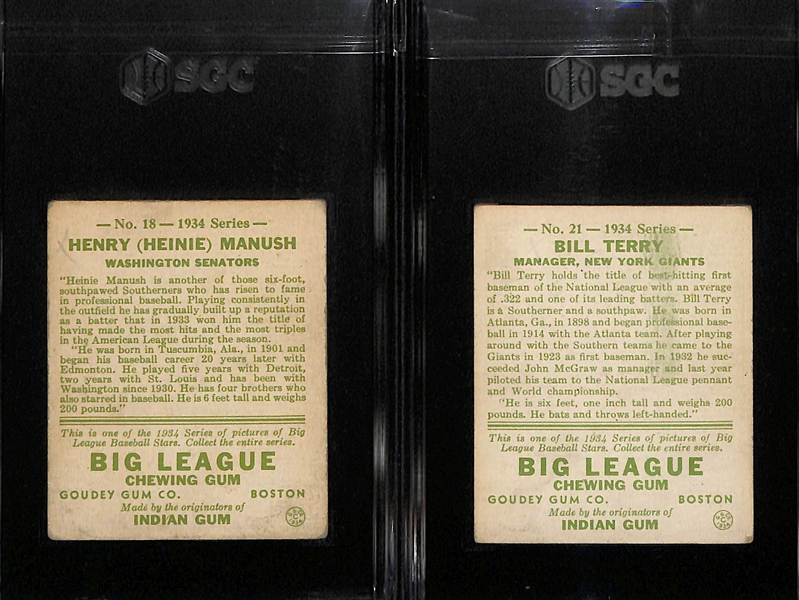 SGC
— No. 18 — 1934 Series —
HENRY (HEINIE) MANUSH
WASHINGTON SENATORS
"Heinie Manush is another of those six-foot,
southpawed Southerners who has risen to fame
in professional baseball. Playing consistently in
the outfield he has gradually built up a reputation
as a batter that in 1933 won him the title of
having made the most hits and the most triples
in the American League during the season.
"He was born in Tuscumbia, Ala., in 1901 and
began his baseball career 20 years later with
Edmonton. He played five years with Detroit,
two years with St. Louis and has been with
Washington since 1930. He has four brothers who
also starred in baseball. He is 6 feet tall and weighs
200 pounds."
This is one of the 1934 Series of pictures of Big
League Baseball Stars. Collect the entire series.
BIG LEAGUE
CHEWING GUM
GOUDEY GUM CO. BOSTON
Made by the originators of
INDIAN GUM
SGC
— No. 21 — 1934 Series —
BILL TERRY
MANAGER, NEW YORK GIANTS
"Bill Terry holds the title of best-hitting first
baseman of the National League with an average
of .322 and one of its leading batters. Bill Terry
is a Southerner and a southpaw. He was born in
Atlanta, Ga., in 1898 and began professional base-
ball in 1914 with the Atlanta team. After playing
around with the Southern teams he came to the
Giants in 1923 as first baseman. In 1932 he suc-
ceeded John McGraw as manager and last year
piloted his team to the National League pennant
and World championship.
"He is six feet, one inch tall and weighs 200
pounds. He bats and throws left-handed."
This is one of the 1934 Series of pictures of Big
League Baseball Stars. Collect the entire series.
BIG LEAGUE
CHEWING GUM
GOUDEY GUM CO. BOSTON
Made by the originators of
INDIAN GUM